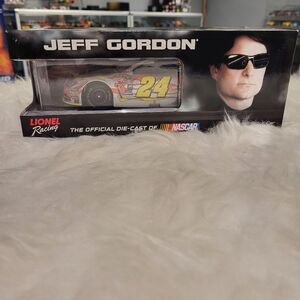 JEFF GORDON
24
LIONEL
Racing
THE OFFICIAL DIE-CAST OF NASCAR